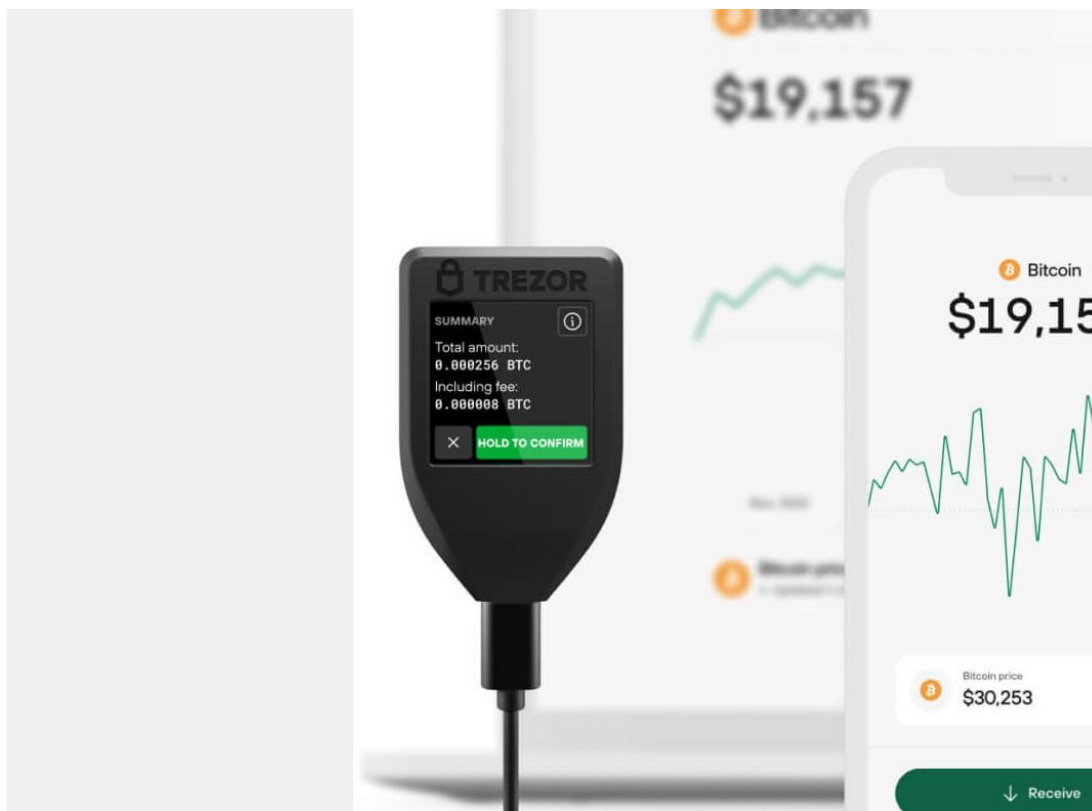 Bitcoin
$19,157
TREZOR
SUMMARY
Total amount:
0.000256 BTC
Including fee:
0.000008 BTC
HOLD TO CONFIRM
Bitcoin
$19,15
Bitcoin price
$30,253
Receive